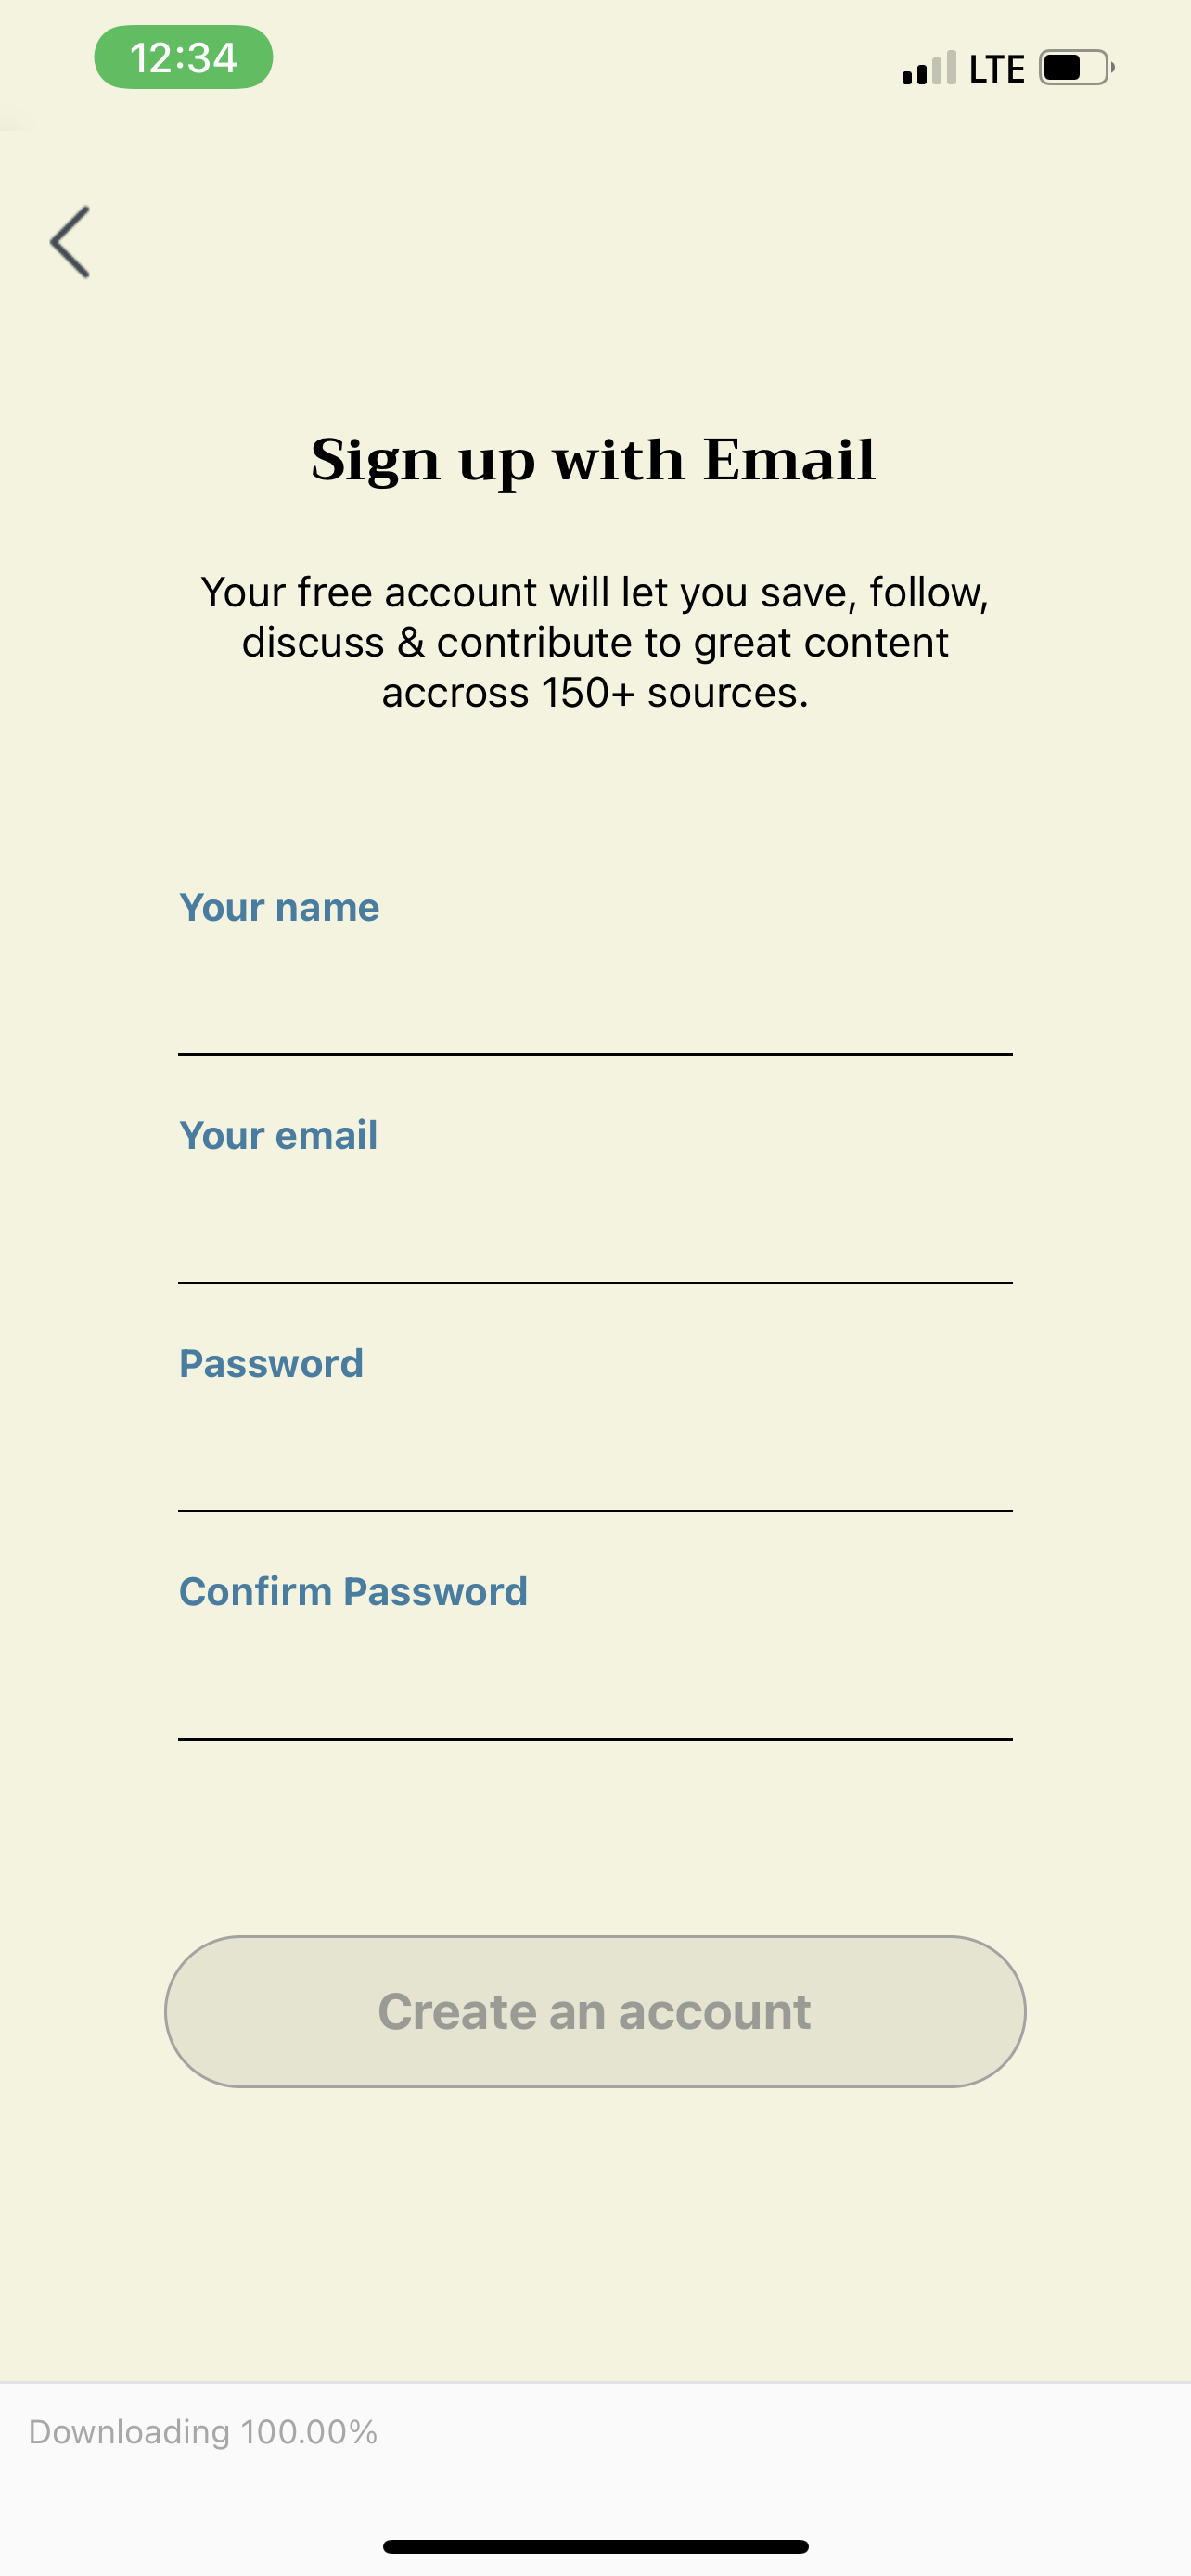 12:34
LTE
Sign up with Email
Your free account will let you save, follow,
discuss & contribute to great content
accross 150+ sources.
Your name
Your email
Password
Confirm Password
Create an account
Downloading 100.00%